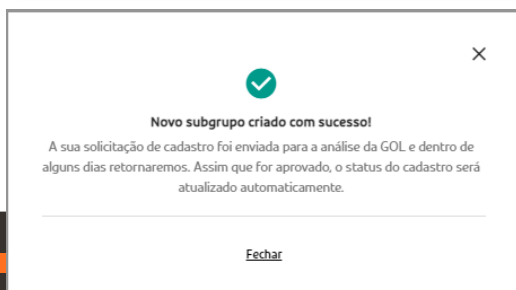 Novo subgrupo criado com sucesso!
A sua solicitação de cadastro foi enviada para a análise da GOL e dentro de
alguns dias retornaremos. Assim que for aprovado, o status do cadastro será
atualizado automaticamente.
Fechar